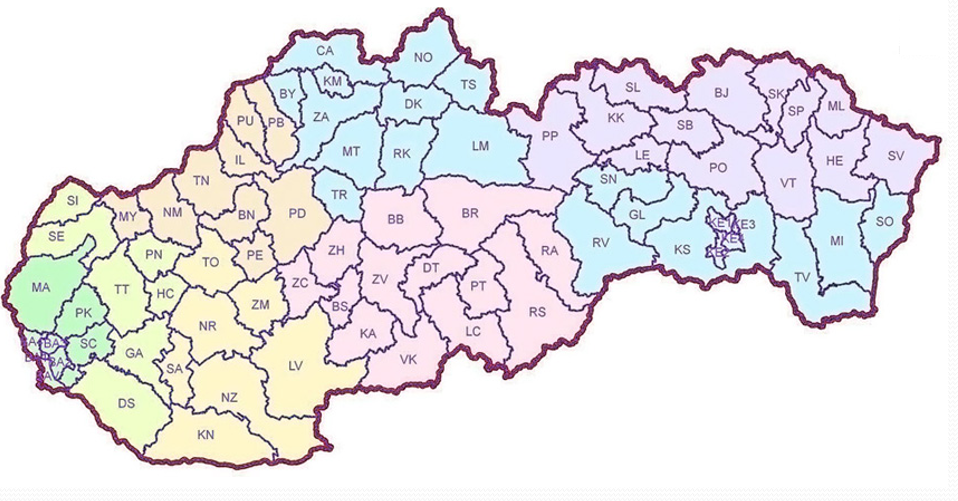 CA
NO
KM
TS
BY
DK
SL
BJ
SK
SP
ML
PU
PB
ZA
KK
SB
PP
MT
RK
LM
LE
PO
HE
SV
IL
TN
TR
SN
VT
SI
MY
NM
BN
PD
BB
BR
GL
KE3
SO
SE
PN
TO
PE
ZH
RA
RV
KS
MI
MA
TT
HC
ZM
ZC
ZV
DT
PT
TV
PK
NR
BS
RS
SC
GA
KA
LC
SA
LV
VK
DS
NZ
KN